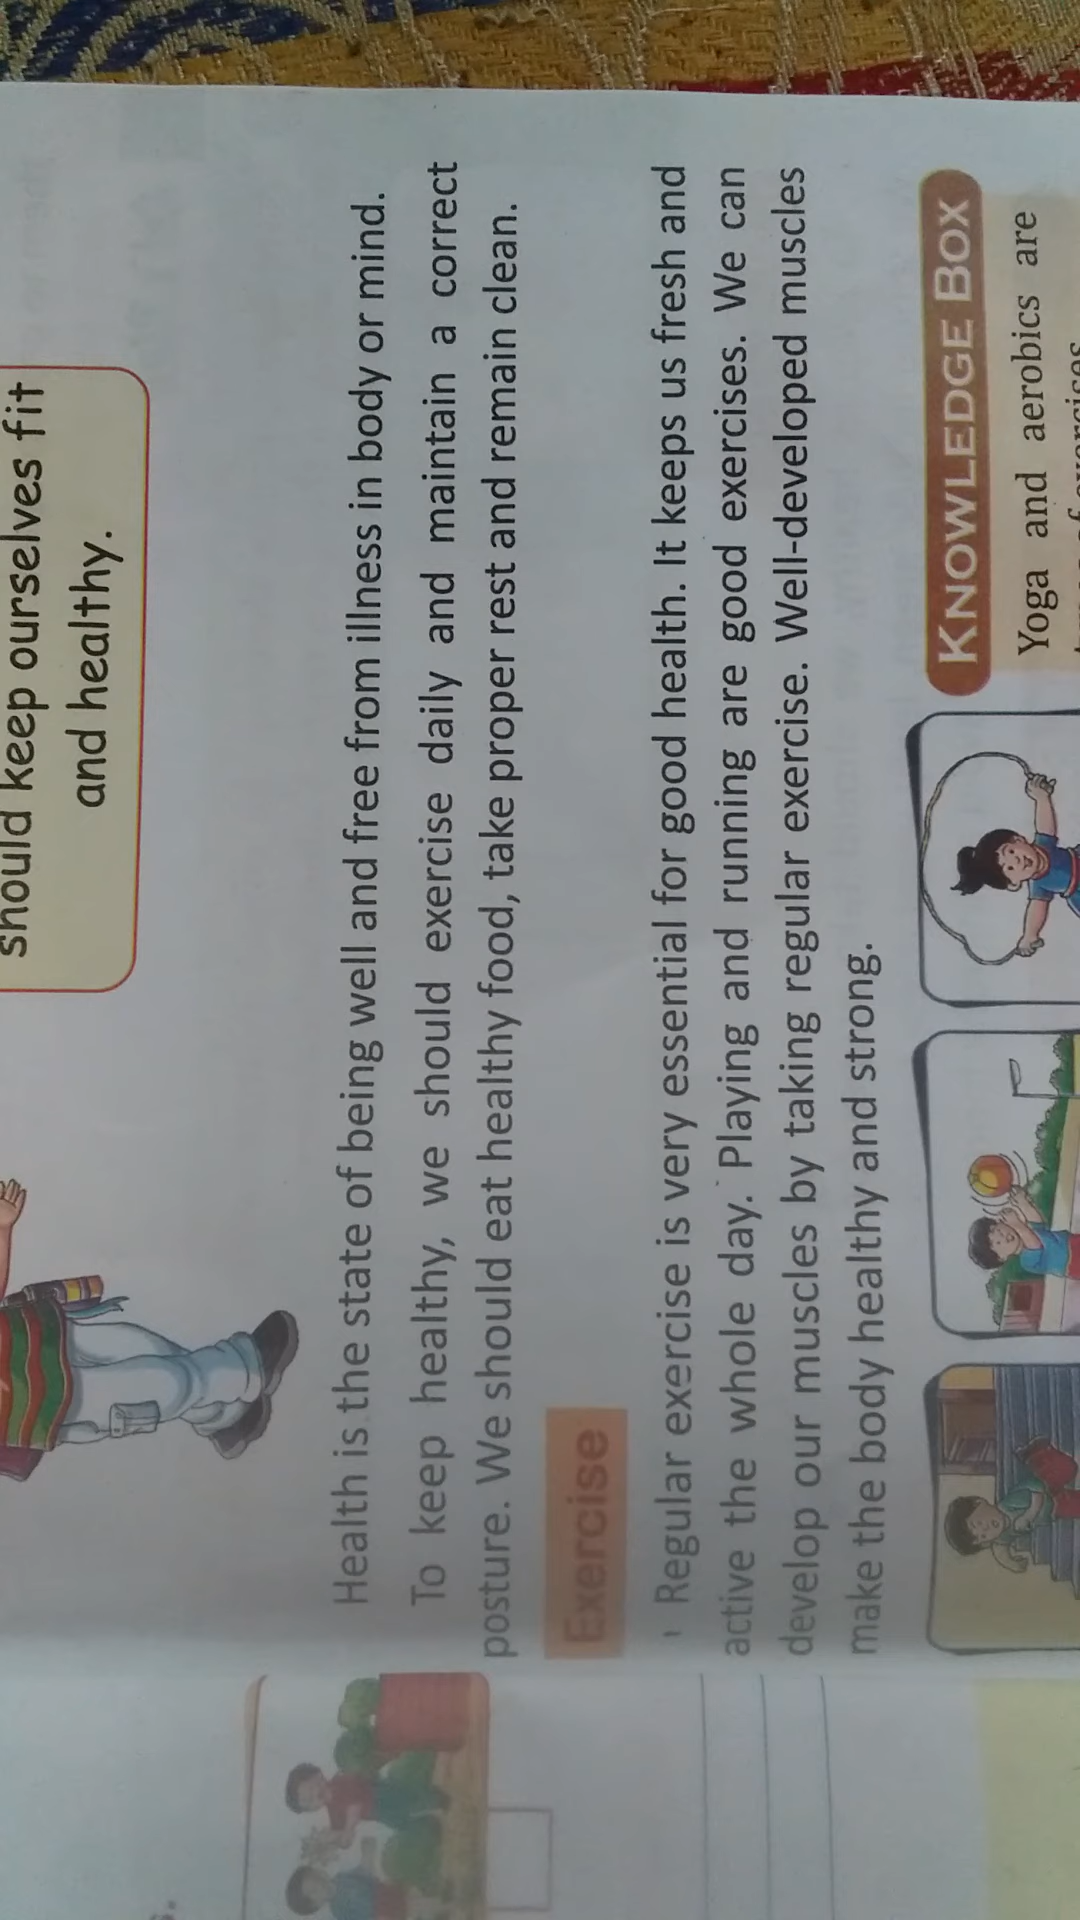 should keep ourselves fit
and healthy.
Health is the state of being well and free from illness in body or mind.
To keep healthy, we should exercise daily and maintain a correct
posture. We should eat healthy food, take proper rest and remain clean.
Exercise
Regular exercise is very essential for good health. It keeps us fresh and
active the whole day. Playing and running are good exercises. We can
develop our muscles by taking regular exercise. Well-developed muscles
make the body healthy and strong.
KNOWLEDGE BOX
Yoga and aerobics are